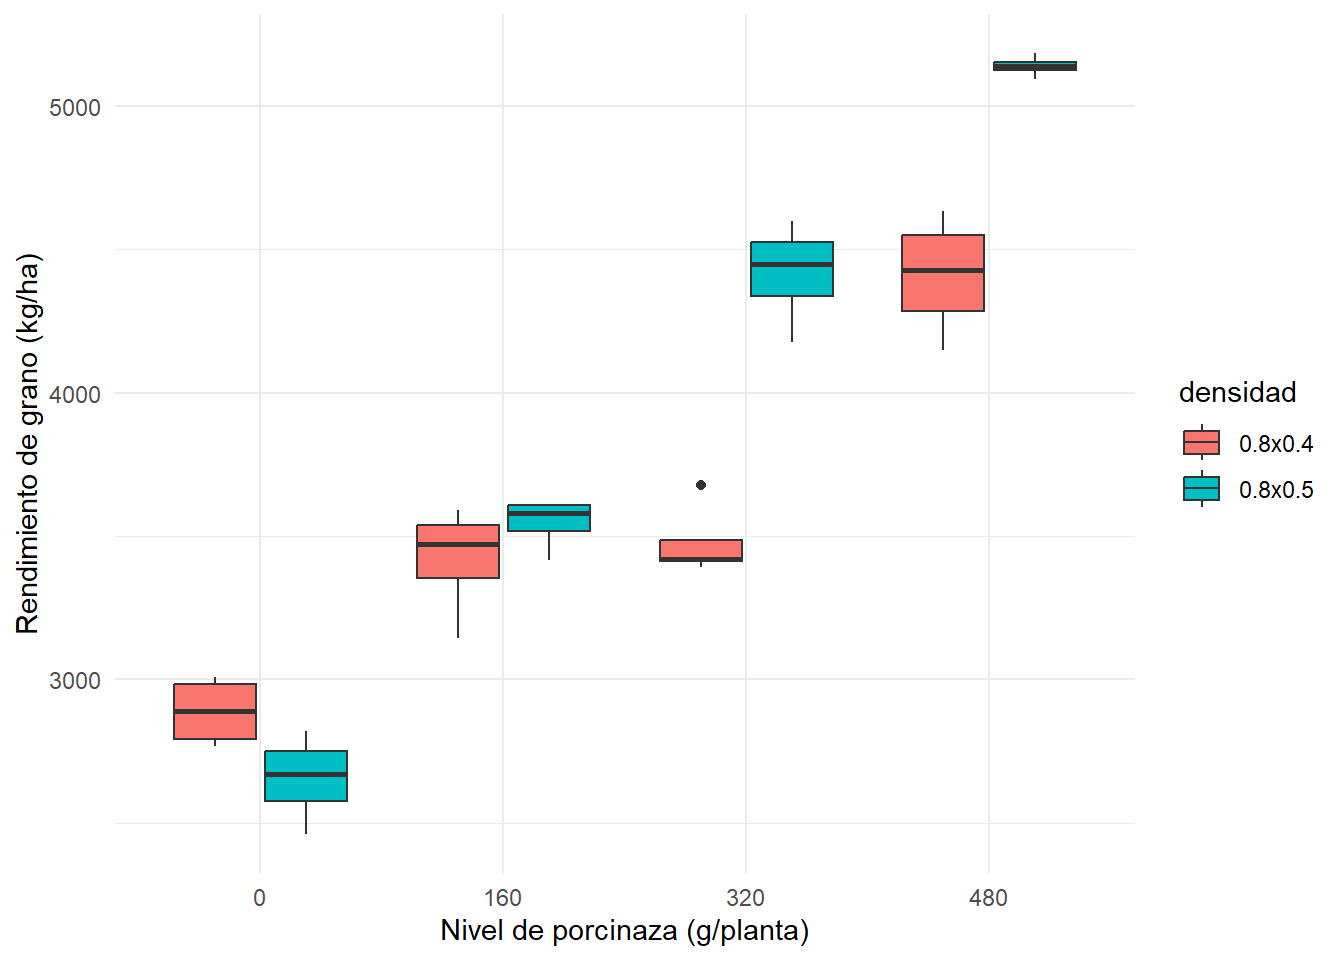 Rendimiento de grano (kg/ha)
5000
4000
3000
0
160
320
480
Nivel de porcinaza (g/planta)
densidad
0.8x0.4
0.8x0.5